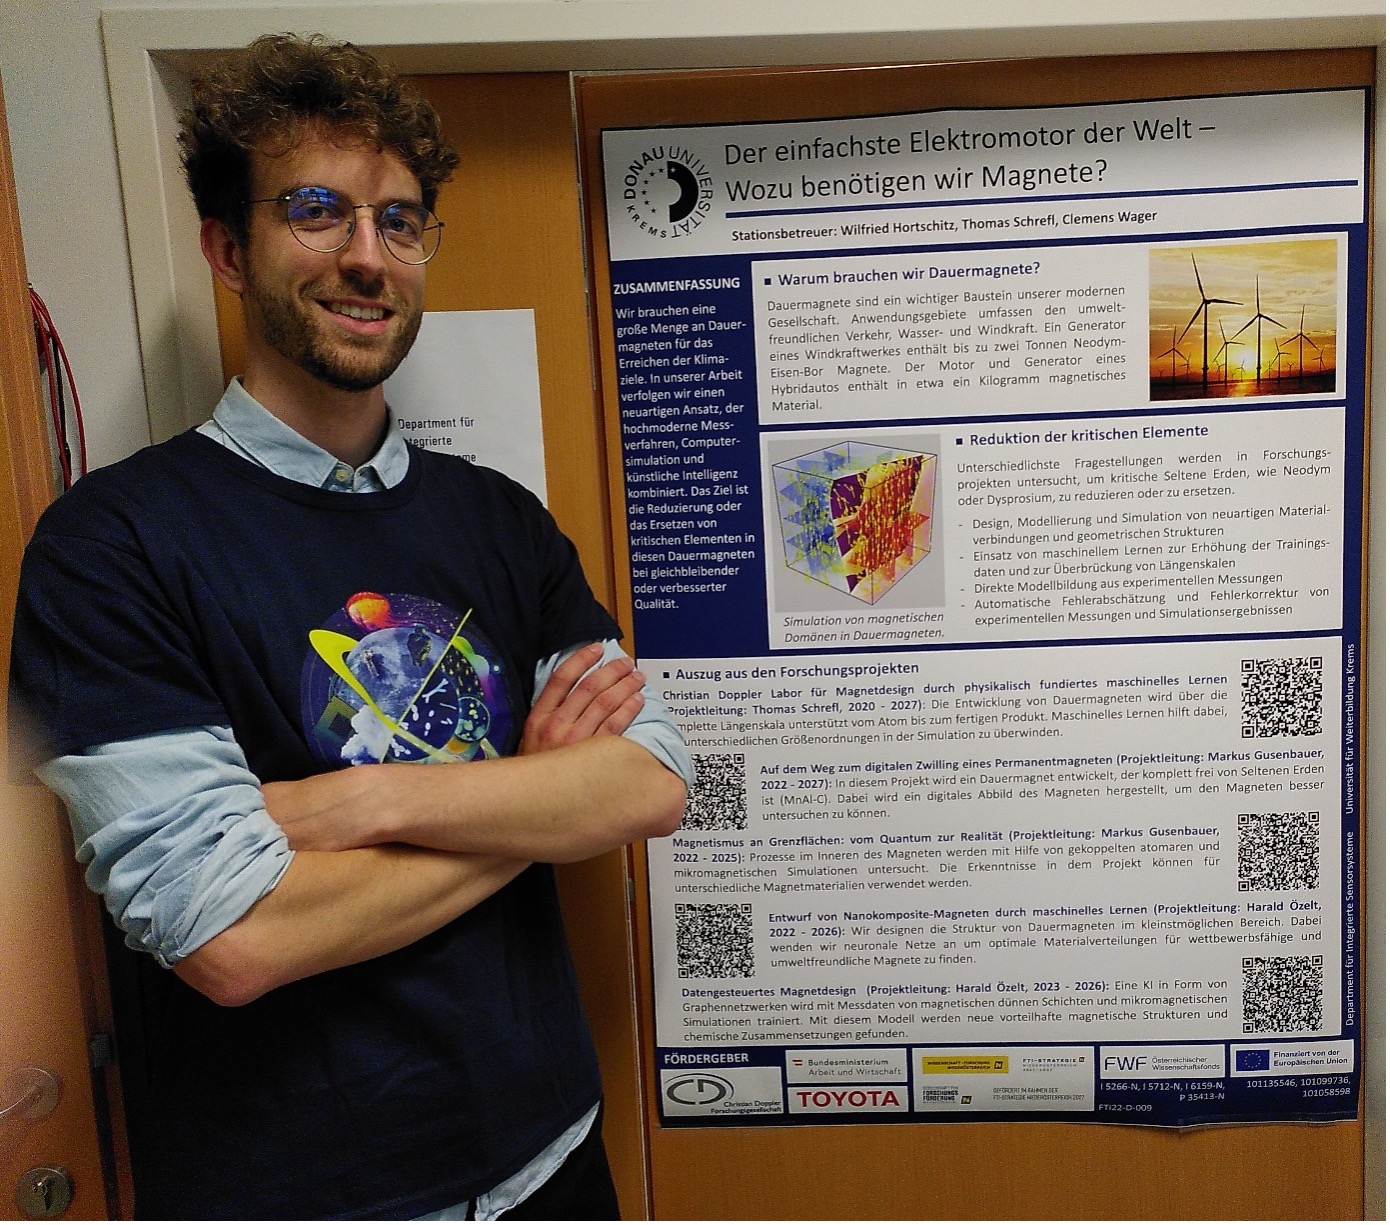 Department für
ntegrierte
me
DONAU UNIVERSITÄT KREMS
Der einfachste Elektromotor der Welt –
Wozu benötigen wir Magnete?
Stationsbetreuer: Wilfried Hortschitz, Thomas Schrefl, Clemens Wager
ZUSAMMENFASSUNG
Wir brauchen eine
große Menge an Dauer-
magneten für das
Erreichen der Klima-
ziele. In unserer Arbeit
verfolgen wir einen
neuartigen Ansatz, der
hochmoderne Mess-
verfahren, Computer-
simulation und
künstliche Intelligenz
kombiniert. Das Ziel ist
die Reduzierung oder
das Ersetzen von
kritischen Elementen in
diesen Dauermagneten
bei gleichbleibender
oder verbesserter
Qualität.
▪ Warum brauchen wir Dauermagnete?
Dauermagnete sind ein wichtiger Baustein unserer modernen
Gesellschaft. Anwendungsgebiete umfassen den umwelt-
freundlichen Verkehr, Wasser- und Windkraft. Ein Generator
eines Windkraftwerkes enthält bis zu zwei Tonnen Neodym-
Eisen-Bor Magnete. Der Motor und Generator eines
Hybridautos enthält in etwa ein Kilogramm magnetisches
Material.
Simulation von magnetischen
Domänen in Dauermagneten.
▪ Reduktion der kritischen Elemente
Unterschiedlichste Fragestellungen werden in Forschungs-
projekten untersucht, um kritische Seltene Erden, wie Neodym
oder Dysprosium, zu reduzieren oder zu ersetzen.
- Design, Modellierung und Simulation von neuartigen Material-
verbindungen und geometrischen Strukturen
- Einsatz von maschinellem Lernen zur Erhöhung der Trainings-
daten und zur Überbrückung von Längenskalen
- Direkte Modellbildung aus experimentellen Messungen
- Automatische Fehlerabschätzung und Fehlerkorrektur von
experimentellen Messungen und Simulationsergebnissen
▪ Auszug aus den Forschungsprojekten
Christian Doppler Labor für Magnetdesign durch physikalisch fundiertes maschinelles Lernen
Projektleitung: Thomas Schrefl, 2020 - 2027): Die Entwicklung von Dauermagneten wird über die
mplette Längenskala unterstützt vom Atom bis zum fertigen Produkt. Maschinelles Lernen hilft dabei,
unterschiedlichen Größenordnungen in der Simulation zu überwinden.
Auf dem Weg zum digitalen Zwilling eines Permanentmagneten (Projektleitung: Markus Gusenbauer,
2022 - 2027): In diesem Projekt wird ein Dauermagnet entwickelt, der komplett frei von Seltenen Erden
ist (MnAl-C). Dabei wird ein digitales Abbild des Magneten hergestellt, um den Magneten besser
untersuchen zu können.
Magnetismus an Grenzflächen: vom Quantum zur Realität (Projektleitung: Markus Gusenbauer,
2022 - 2025): Prozesse im Inneren des Magneten werden mit Hilfe von gekoppelten atomaren und
mikromagnetischen Simulationen untersucht. Die Erkenntnisse in dem Projekt können für
unterschiedliche Magnetmaterialien verwendet werden.
Entwurf von Nanokomposite-Magneten durch maschinelles Lernen (Projektleitung: Harald Özelt,
2022 - 2026): Wir designen die Struktur von Dauermagneten im kleinstmöglichen Bereich. Dabei
wenden wir neuronale Netze an um optimale Materialverteilungen für wettbewerbsfähige und
umweltfreundliche Magnete zu finden.
Datengesteuertes Magnetdesign (Projektleitung: Harald Özelt, 2023 - 2026): Eine KI in Form von
Graphennetzwerken wird mit Messdaten von magnetischen dünnen Schichten und mikromagnetischen
Simulationen trainiert. Mit diesem Modell werden neue vorteilhafte magnetische Strukturen und
chemische Zusammensetzungen gefunden.
Department für Integrierte Sensorsysteme Universität für Weiterbildung Krems
FÖRDERGEBER
CD Christian Doppler
Forschungsgesellschaft
Bundesministerium
Arbeit und Wirtschaft
TOYOTA
WISSENSCHAFT · FORSCHUNG
NIEDERÖSTERREICH
FTI-STRATEGIE
NIEDERÖSTERREICH
FORSCHUNGS
FÖRDERUNG
GEFÖRDERT IM RAHMEN DER
FTI-STRATEGIE NIEDERÖSTERREICH 2027
FWF Österreichischer
Wissenschaftsfonds
I 5266-N, I 5712-N, I 6159-N,
P 35413-N
FTI22-D-009
Finanziert von der
Europäischen Union
101135546, 101099736,
101058598